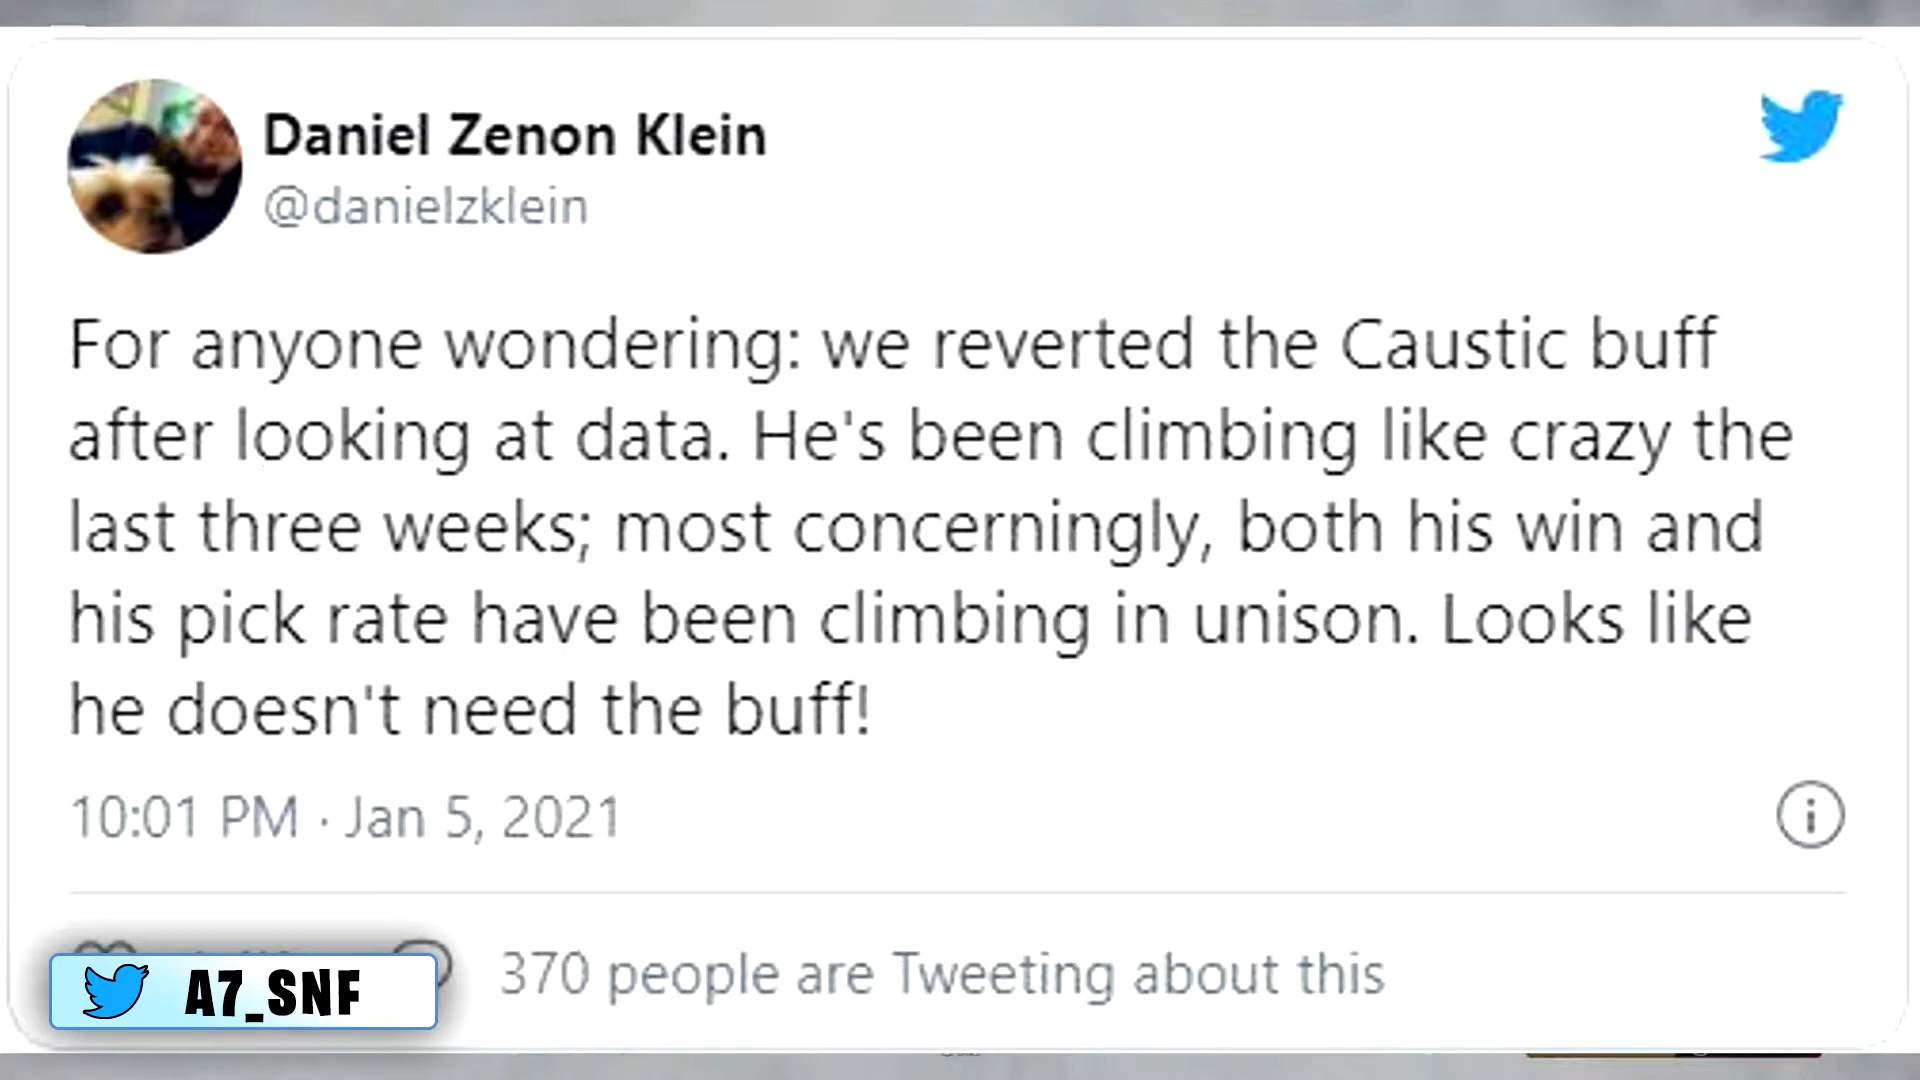 Daniel Zenon Klein
@danielzklein
For anyone wondering: we reverted the Caustic buff
after looking at data. He's been climbing like crazy the
last three weeks; most concerningly, both his win and
his pick rate have been climbing in unison. Looks like
he doesn't need the buff!
10:01 PM · Jan 5, 2021
370 people are Tweeting about this
A7_SNF